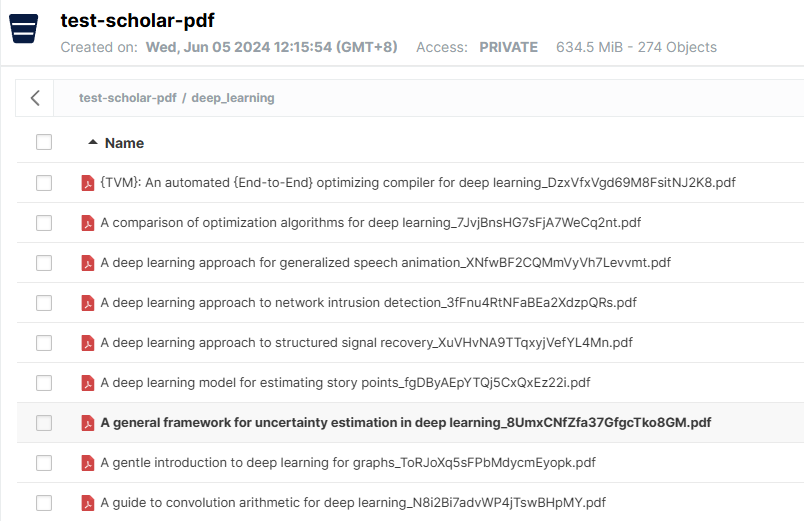 test-scholar-pdf
Created on: Wed, Jun 05 2024 12:15:54 (GMT+8) Access: PRIVATE 634.5 MiB - 274 Objects
test-scholar-pdf / deep_learning
Name
{TVM}: An automated {End-to-End} optimizing compiler for deep learning_DzxVfxVgd69M8FsitNJ2K8.pdf
A comparison of optimization algorithms for deep learning_7JvjBnsHG7sFjA7WeCq2nt.pdf
A deep learning approach for generalized speech animation_XNfwBF2CQMmVyVh7Levvmt.pdf
A deep learning approach to network intrusion detection_3fFnu4RtNFaBEa2XdzpQRs.pdf
A deep learning approach to structured signal recovery_XuVHvNA9TTqxyjVefYL4Mn.pdf
A deep learning model for estimating story points_fgDByAEpYTQj5CxQxEz22i.pdf
A general framework for uncertainty estimation in deep learning_8UmxCNfZfa37GfgcTko8GM.pdf
A gentle introduction to deep learning for graphs_ToRJoXq5sFPbMdycmEyopk.pdf
A guide to convolution arithmetic for deep learning_N8i2Bi7advWP4jTswBHpMY.pdf